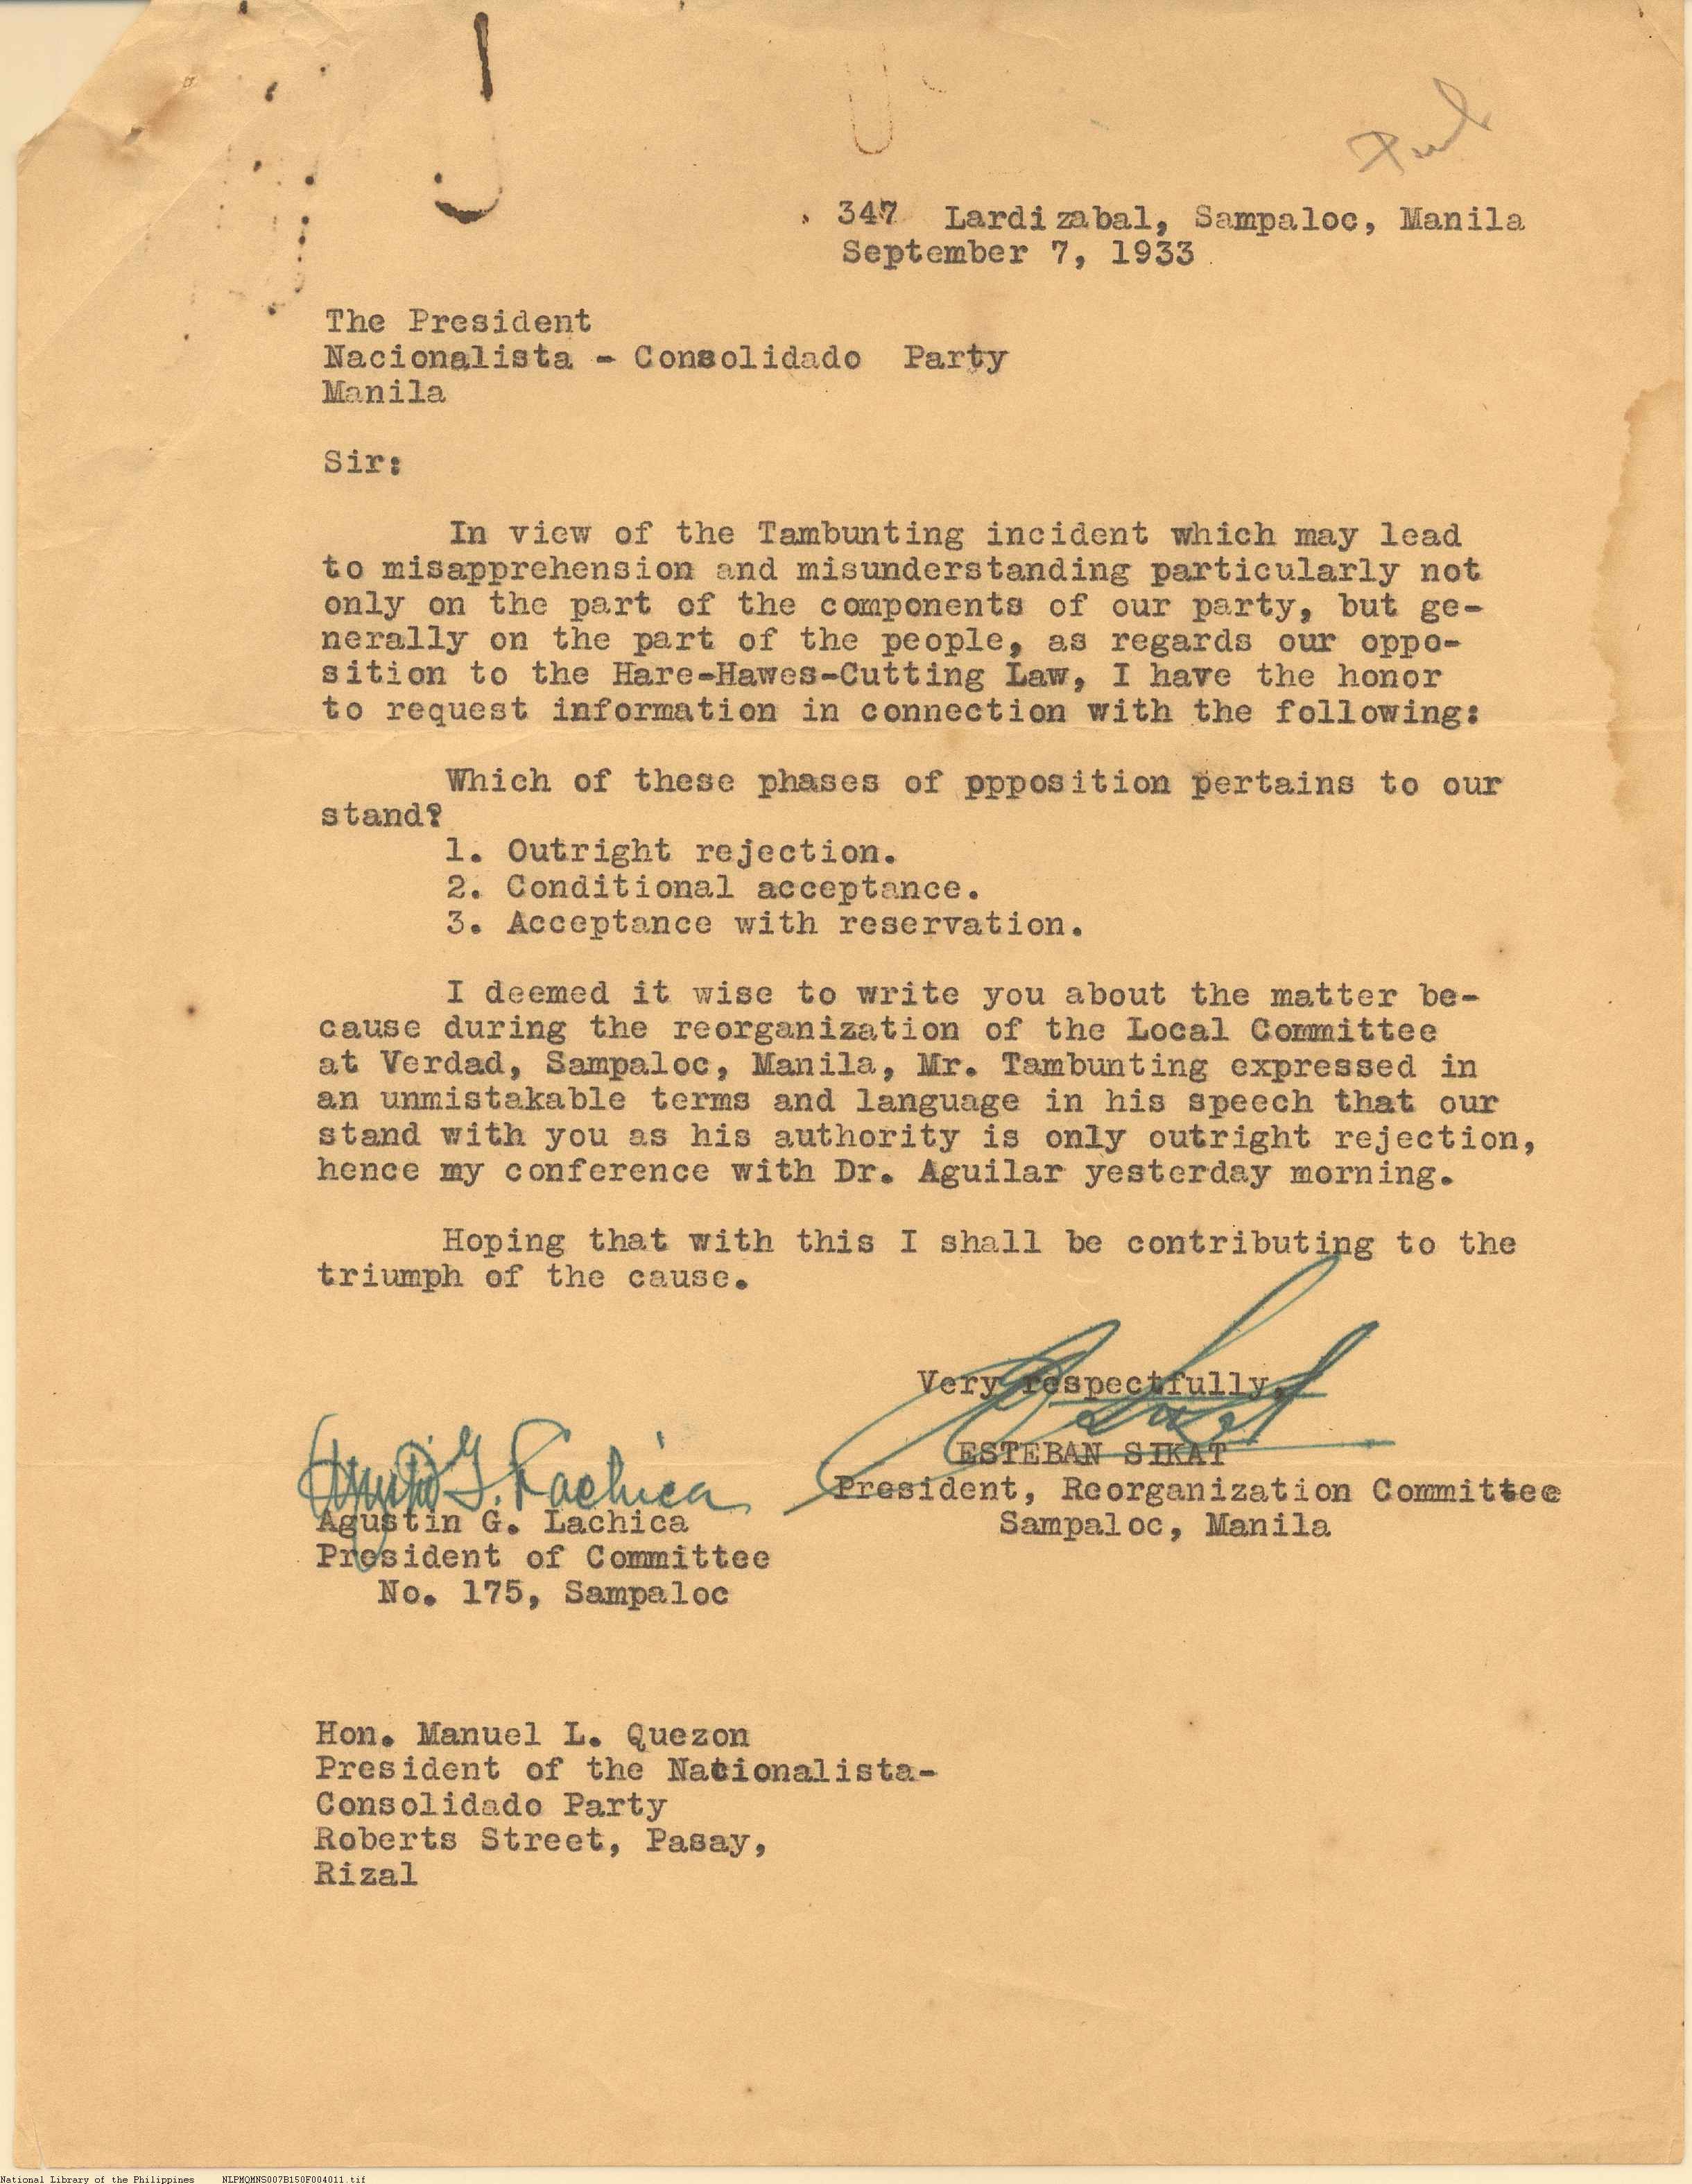 347 Lardizabal, Sampaloc, Manila
September 7, 1933
The President
Nacionalista - Consolidado Party
Manila
Sir:
In view of the Tambunting incident which may lead
to misapprehension and misunderstanding particularly not
only on the part of the components of our party, but ge-
nerally on the part of the people, as regards our oppo-
sition to the Hare-Hawes-Cutting Law, I have the honor
to request information in connection with the following:
Which of these phases of ppposition pertains to our
stand?
1. Outright rejection.
2. Conditional acceptance.
3. Acceptance with reservation.
I deemed it wise to write you about the matter be-
cause during the reorganization of the Local Committee
at Verdad, Sampaloc, Manila, Mr. Tambunting expressed in
an unmistakable terms and language in his speech that our
stand with you as his authority is only outright rejection,
hence my conference with Dr. Aguilar yesterday morning.
Hoping that with this I shall be contributing to the
triumph of the cause.
Very respectfully,
ESTEBAN SIKAT
President, Reorganization Committee
Sampaloc, Manila
Agustin G. Lachica
Agustin G. Lachica
President of Committee
No. 175, Sampaloc
Hon. Manuel L. Quezon
President of the Nationalista-
Consolidado Party
Roberts Street, Pasay,
Rizal
National Library of the Philippines NLPMQMNS007B150F004011.tif